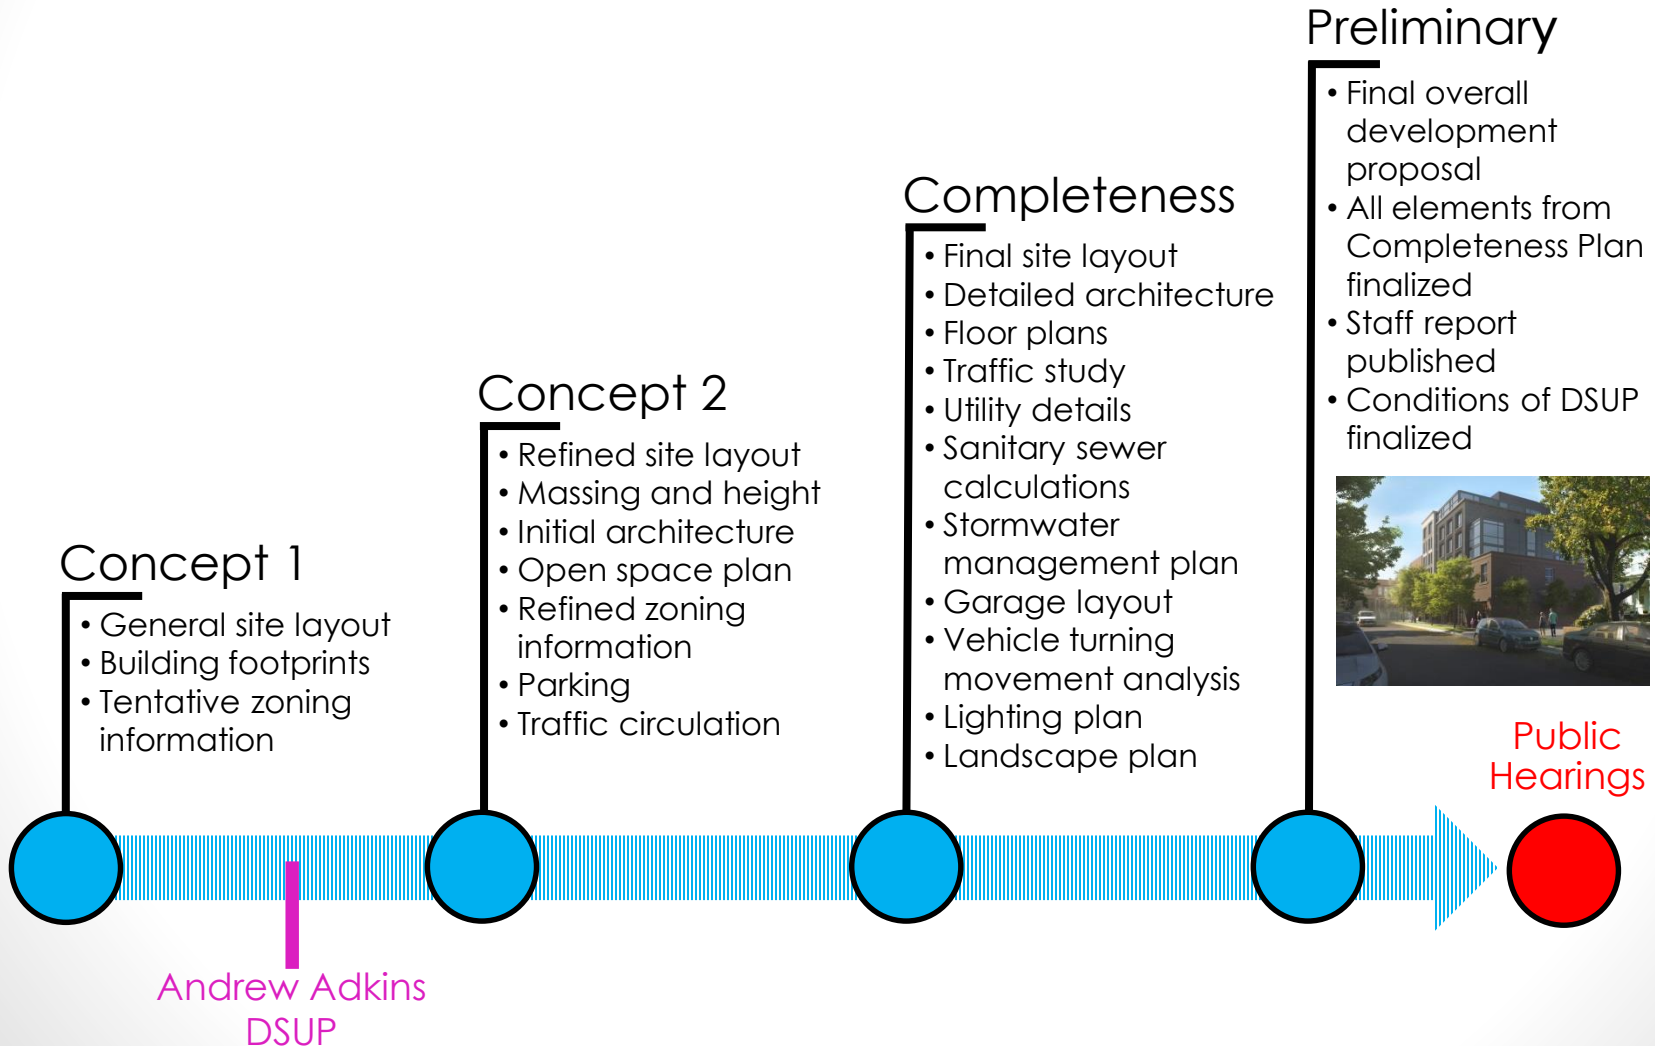 Concept 1
• General site layout
• Building footprints
• Tentative zoning
information
Concept 2
• Refined site layout
• Massing and height
• Initial architecture
• Open space plan
• Refined zoning
information
• Parking
• Traffic circulation
Completeness
• Final site layout
• Detailed architecture
• Floor plans
• Traffic study
• Utility details
• Sanitary sewer
calculations
• Stormwater
management plan
• Garage layout
• Vehicle turning
movement analysis
• Lighting plan
• Landscape plan
Preliminary
• Final overall
development
proposal
• All elements from
Completeness Plan
finalized
• Staff report
published
• Conditions of DSUP
finalized
Public
Hearings
Andrew Adkins
DSUP